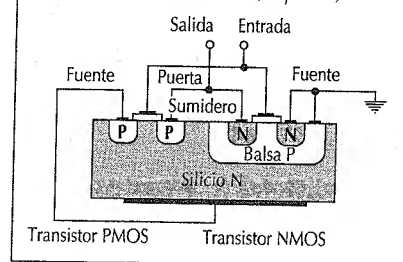 Salida Entrada
Fuente Puerta Fuente
Sumidero
P P N N
Balsa P
Silicio N
Transistor PMOS Transistor NMOS